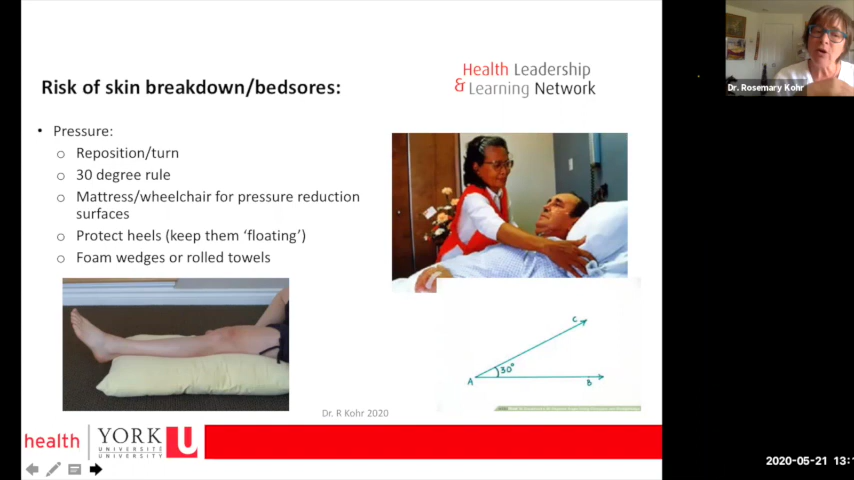 Risk of skin breakdown/bedsores:
Health Leadership
& Learning Network
• Pressure:
o Reposition/turn
o 30 degree rule
o Mattress/wheelchair for pressure reduction
surfaces
o Protect heels (keep them 'floating')
o Foam wedges or rolled towels
C
30°
A
B
Dr. R Kohr 2020
health
YORK
UNIVERSITÉ
UNIVERSITY
U
Dr. Rosemary Kohr
2020-05-21 13:1